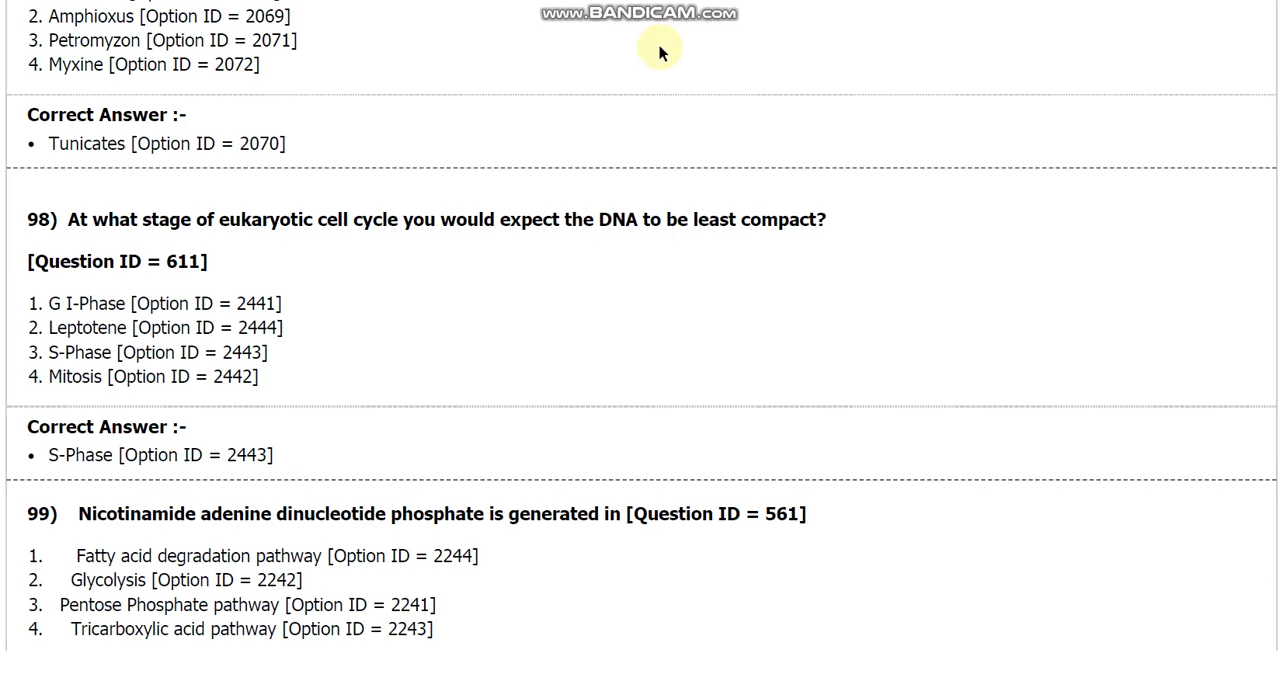 www.BANDICAM.com
2. Amphioxus [Option ID = 2069]
3. Petromyzon [Option ID = 2071]
4. Myxine [Option ID = 2072]
Correct Answer :-
• Tunicates [Option ID = 2070]
98) At what stage of eukaryotic cell cycle you would expect the DNA to be least compact?
[Question ID = 611]
1. G I-Phase [Option ID = 2441]
2. Leptotene [Option ID = 2444]
3. S-Phase [Option ID = 2443]
4. Mitosis [Option ID = 2442]
Correct Answer :-
• S-Phase [Option ID = 2443]
99) Nicotinamide adenine dinucleotide phosphate is generated in [Question ID = 561]
1. Fatty acid degradation pathway [Option ID = 2244]
2. Glycolysis [Option ID = 2242]
3. Pentose Phosphate pathway [Option ID = 2241]
4. Tricarboxylic acid pathway [Option ID = 2243]